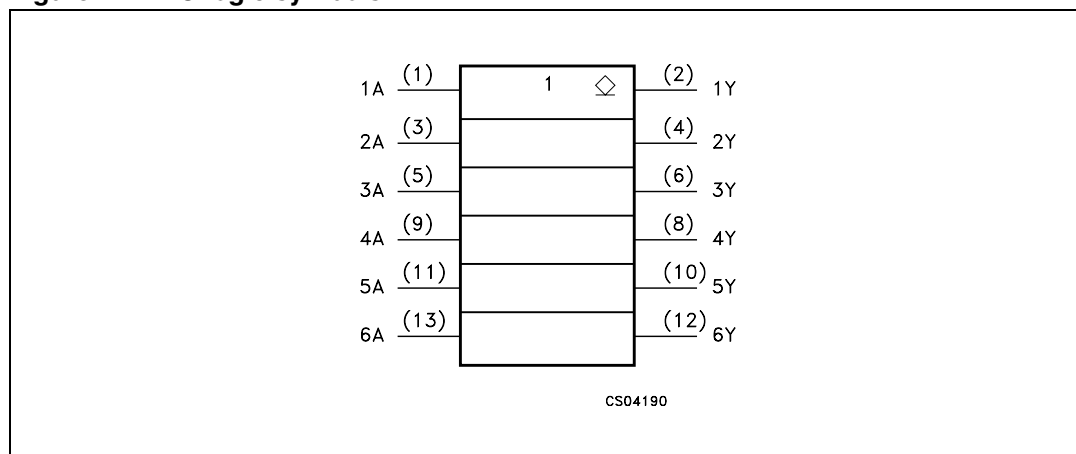 1A (1) 1 (2) 1Y
2A (3) (4) 2Y
3A (5) (6) 3Y
4A (9) (8) 4Y
5A (11) (10) 5Y
6A (13) (12) 6Y
CS04190